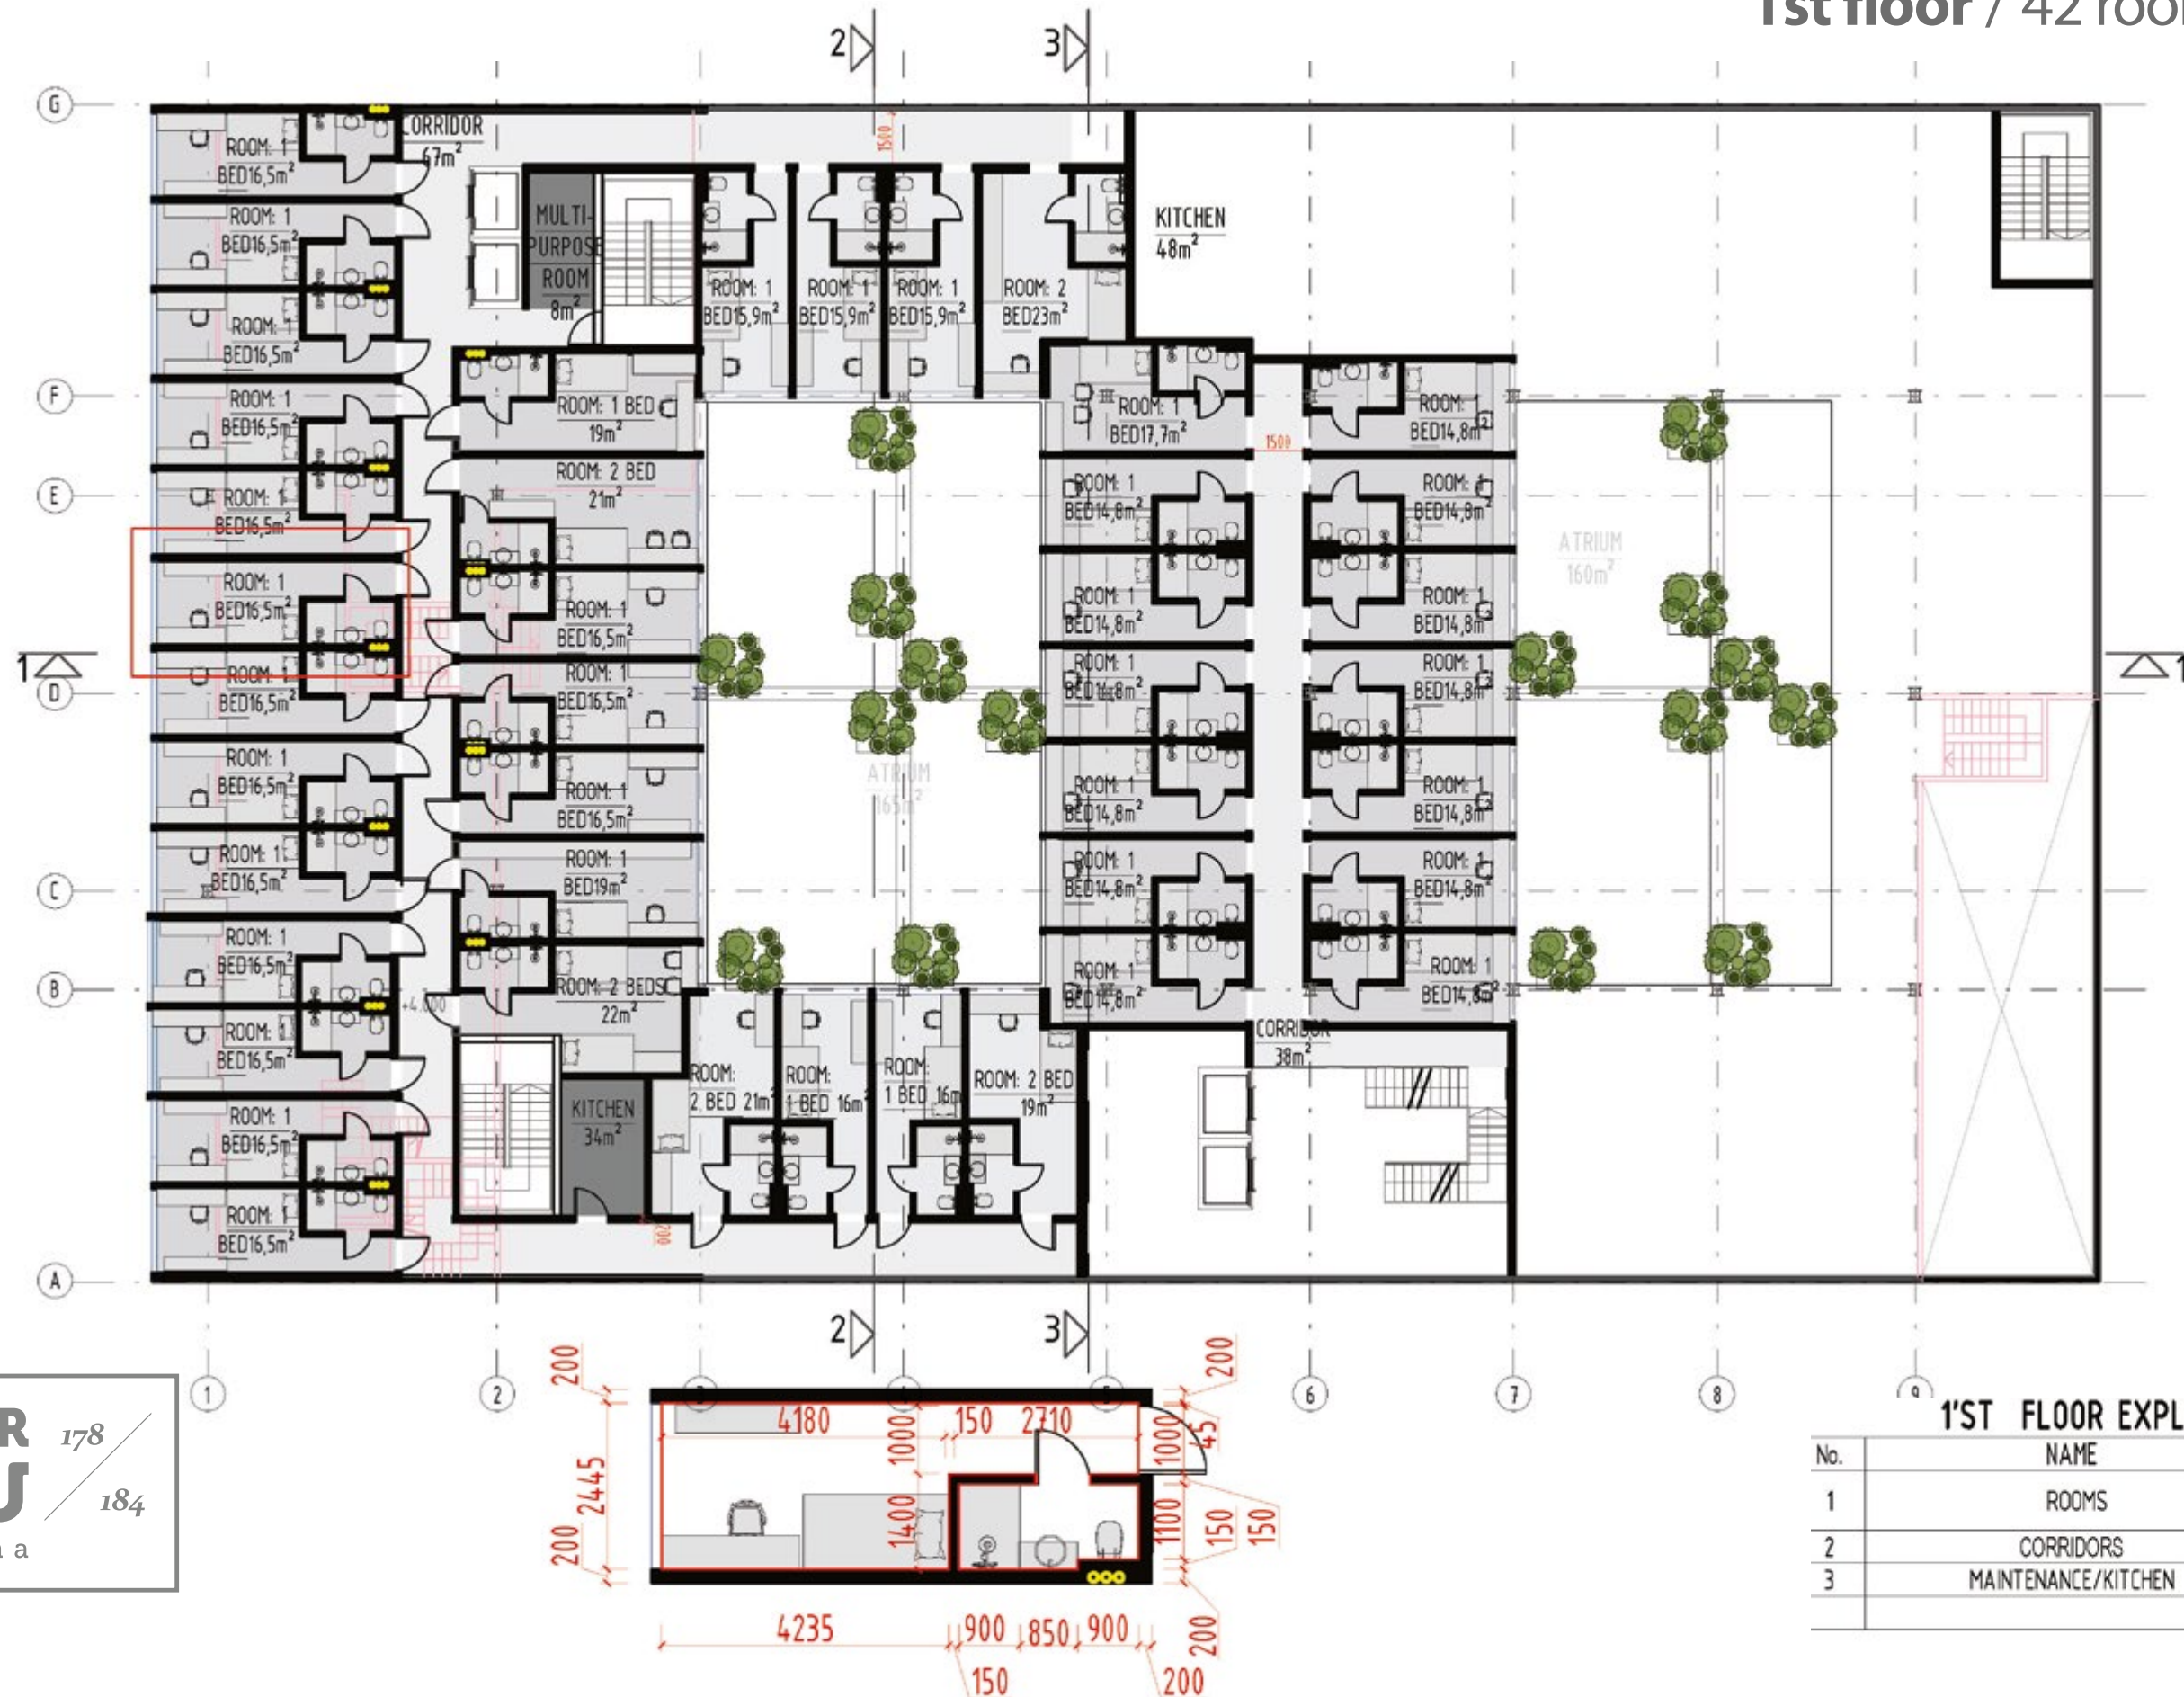 1st floor / 42 roo
2
3
G
CORRIDOR
67m²
ROOM: 1
BED16,5m²
ROOM: 1
BED16,5m²
ROOM: 1
BED16,5m²
ROOM: 1
BED16,5m²
ROOM: 1
BED16,5m²
ROOM: 1
BED16,5m²
ROOM: 1
BED16,5m²
ROOM: 1
BED16,5m²
ROOM: 1
BED16,5m²
ROOM: 1
BED16,5m²
ROOM: 1
BED16,5m²
ROOM: 1
BED16,5m²
ROOM: 1
BED16,5m²
MULTI-
PURPOSE
ROOM
8m²
1500
ROOM: 1
BED15,9m²
ROOM: 1
BED15,9m²
ROOM: 1
BED15,9m²
ROOM: 2
BED23m²
KITCHEN
48m²
F
ROOM: 1 BED
19m²
ROOM: 2 BED
21m²
ROOM: 1
BED16,5m²
ROOM: 1
BED16,5m²
ROOM: 1
BED16,5m²
ROOM: 1
BED19m²
ROOM: 2 BEDS
22m²
ROOM: 1
BED17,7m²
ROOM: 1
BED14,8m²
ROOM: 1
BED14,8m²
ROOM: 1
BED14,8m²
ROOM: 1
BED14,8m²
ROOM: 1
BED14,8m²
ROOM: 1
BED14,8m²
1500
ROOM: 1
BED14,8m²
ROOM: 1
BED14,8m²
ROOM: 1
BED14,8m²
ROOM: 1
BED14,8m²
ROOM: 1
BED14,8m²
ROOM: 1
BED14,8m²
ROOM: 1
BED14,8m²
E
ATRIUM
160m²
1
1
D
ATRIUM
165m²
C
B
+4.000
CORRIDOR
38m²
KITCHEN
34m²
ROOM:
2 BED 21m²
ROOM:
1 BED 16m²
ROOM:
1 BED 16m²
ROOM: 2 BED
19m²
A
2
3
1
2
3
4
5
6
7
8
9
200
200
4180
1000
150
2710
1000
45
2445
1400
1100
150
150
200
4235
900
850
900
200
150
200
R
178
U
184
a
1'ST FLOOR EXPL
No.
NAME
1
ROOMS
2
CORRIDORS
3
MAINTENANCE/KITCHEN